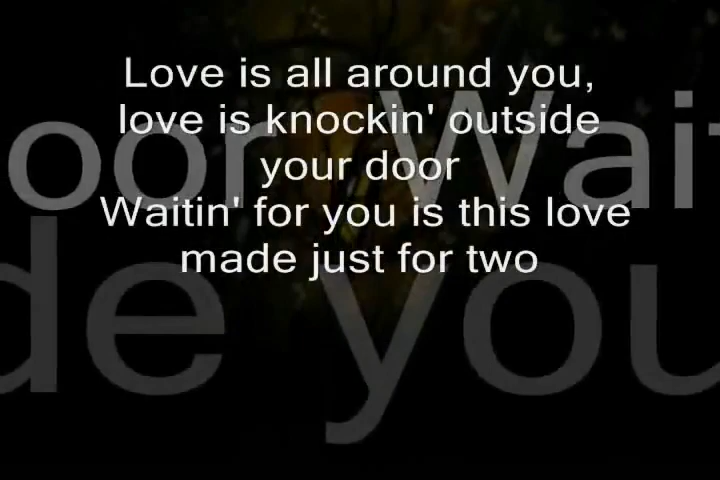 Love is all around you,
love is knockin' outside
your door
Waitin' for you is this love
made just for two
oor Wait
de you